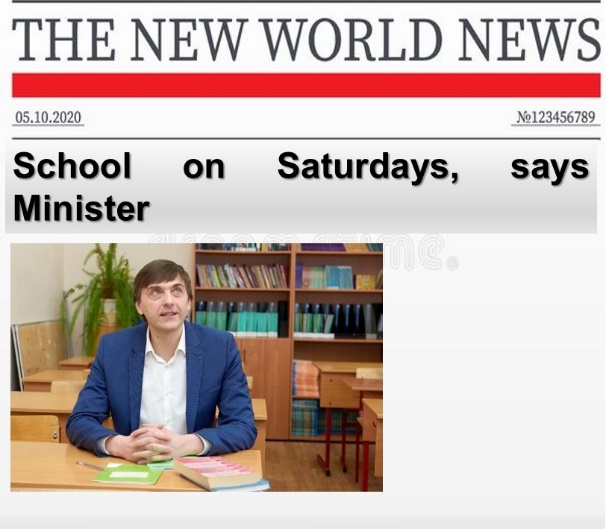 THE NEW WORLD NEWS
05.10.2020 №123456789
School on Saturdays, says
Minister